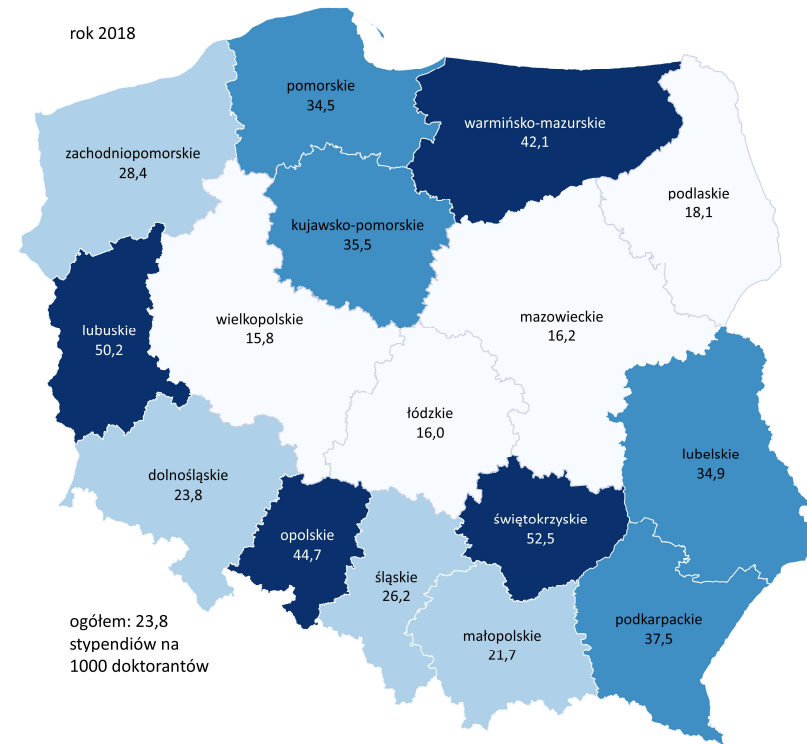 rok 2018
pomorskie
34,5
warmińsko-mazurskie
42,1
zachodniopomorskie
28,4
podlaskie
18,1
kujawsko-pomorskie
35,5
wielkopolskie
15,8
mazowieckie
16,2
lubuskie
50,2
łódzkie
16,0
lubelskie
34,9
dolnośląskie
23,8
opolskie
44,7
świętokrzyskie
52,5
śląskie
26,2
małopolskie
21,7
podkarpackie
37,5
ogółem: 23,8
stypendiów na
1000 doktorantów